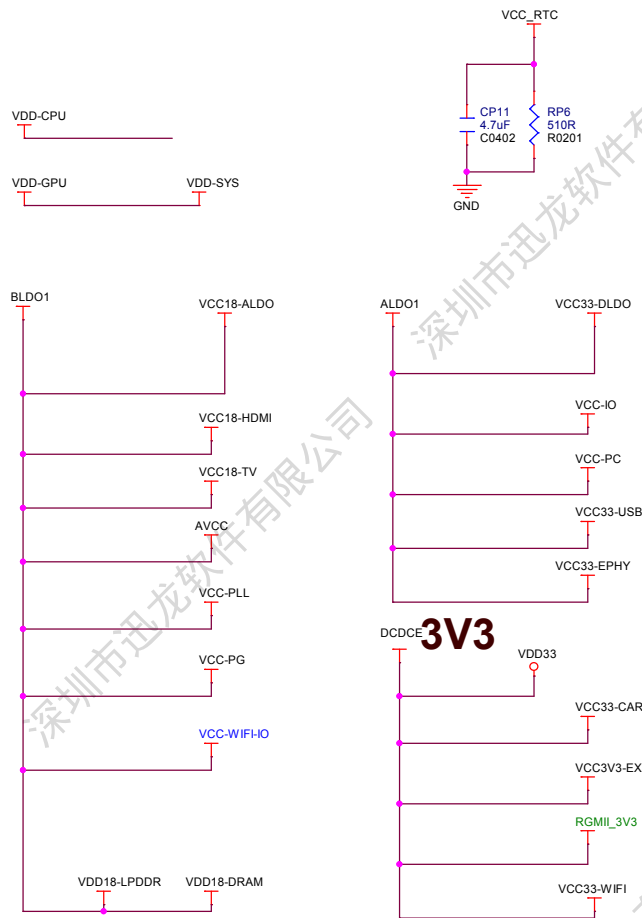 VCC_RTC
CP11
4.7uF
C0402
RP6
510R
R0201
GND
VDD-CPU
VDD-GPU
VDD-SYS
BLDO1
VCC18-ALDO
VCC18-HDMI
VCC18-TV
AVCC
VCC-PLL
VCC-PG
VCC-WIFI-IO
VDD18-LPDDR
VDD18-DRAM
ALDO1
VCC33-DLDO
VCC-IO
VCC-PC
VCC33-USB
VCC33-EPHY
DCDCE
3V3
VDD33
VCC33-CAR
VCC3V3-EX
RGMII_3V3
VCC33-WIFI
深圳市迅龙软件有限公司
深圳市迅龙软件有